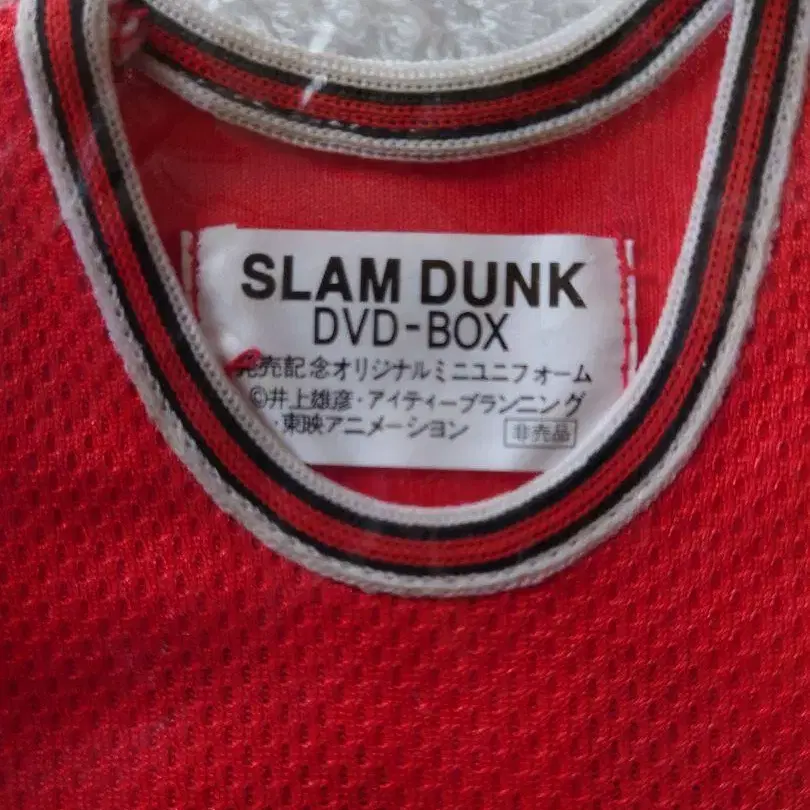 SLAM DUNK
DVD-BOX
発売記念オリジナルミニユニフォーム
©井上雄彦・アイティープランニング
・東映アニメーション 非売品